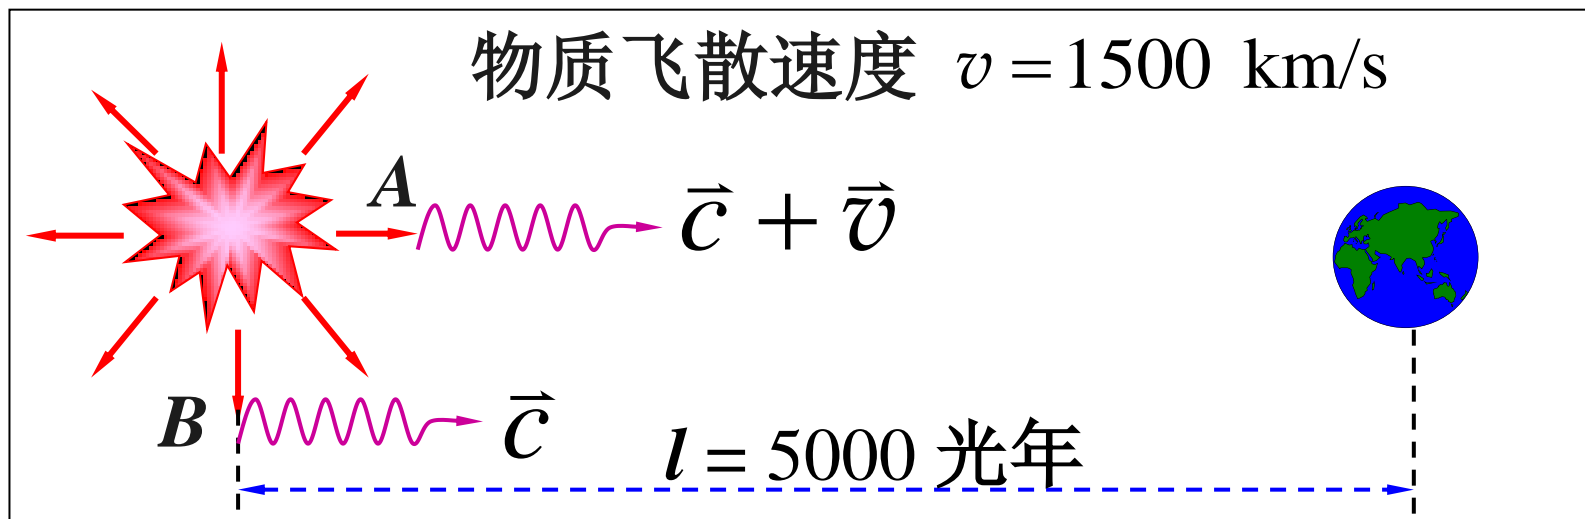 物质飞散速度 v = 1500 km/s
A
c⃗ + v⃗
B
c⃗
l = 5000 光年